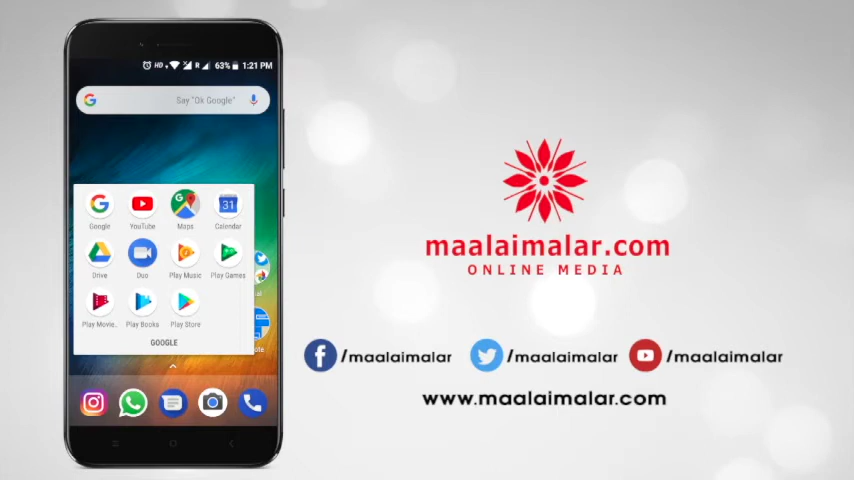 HD R 63% 1:21 PM
Say "Ok Google"
Google YouTube Maps Calendar
31
Drive Duo Play Music Play Games
Play Movie.. Play Books Play Store
GOOGLE
maalaimalar.com
ONLINE MEDIA
/maalaimalar /maalaimalar /maalaimalar
www.maalaimalar.com